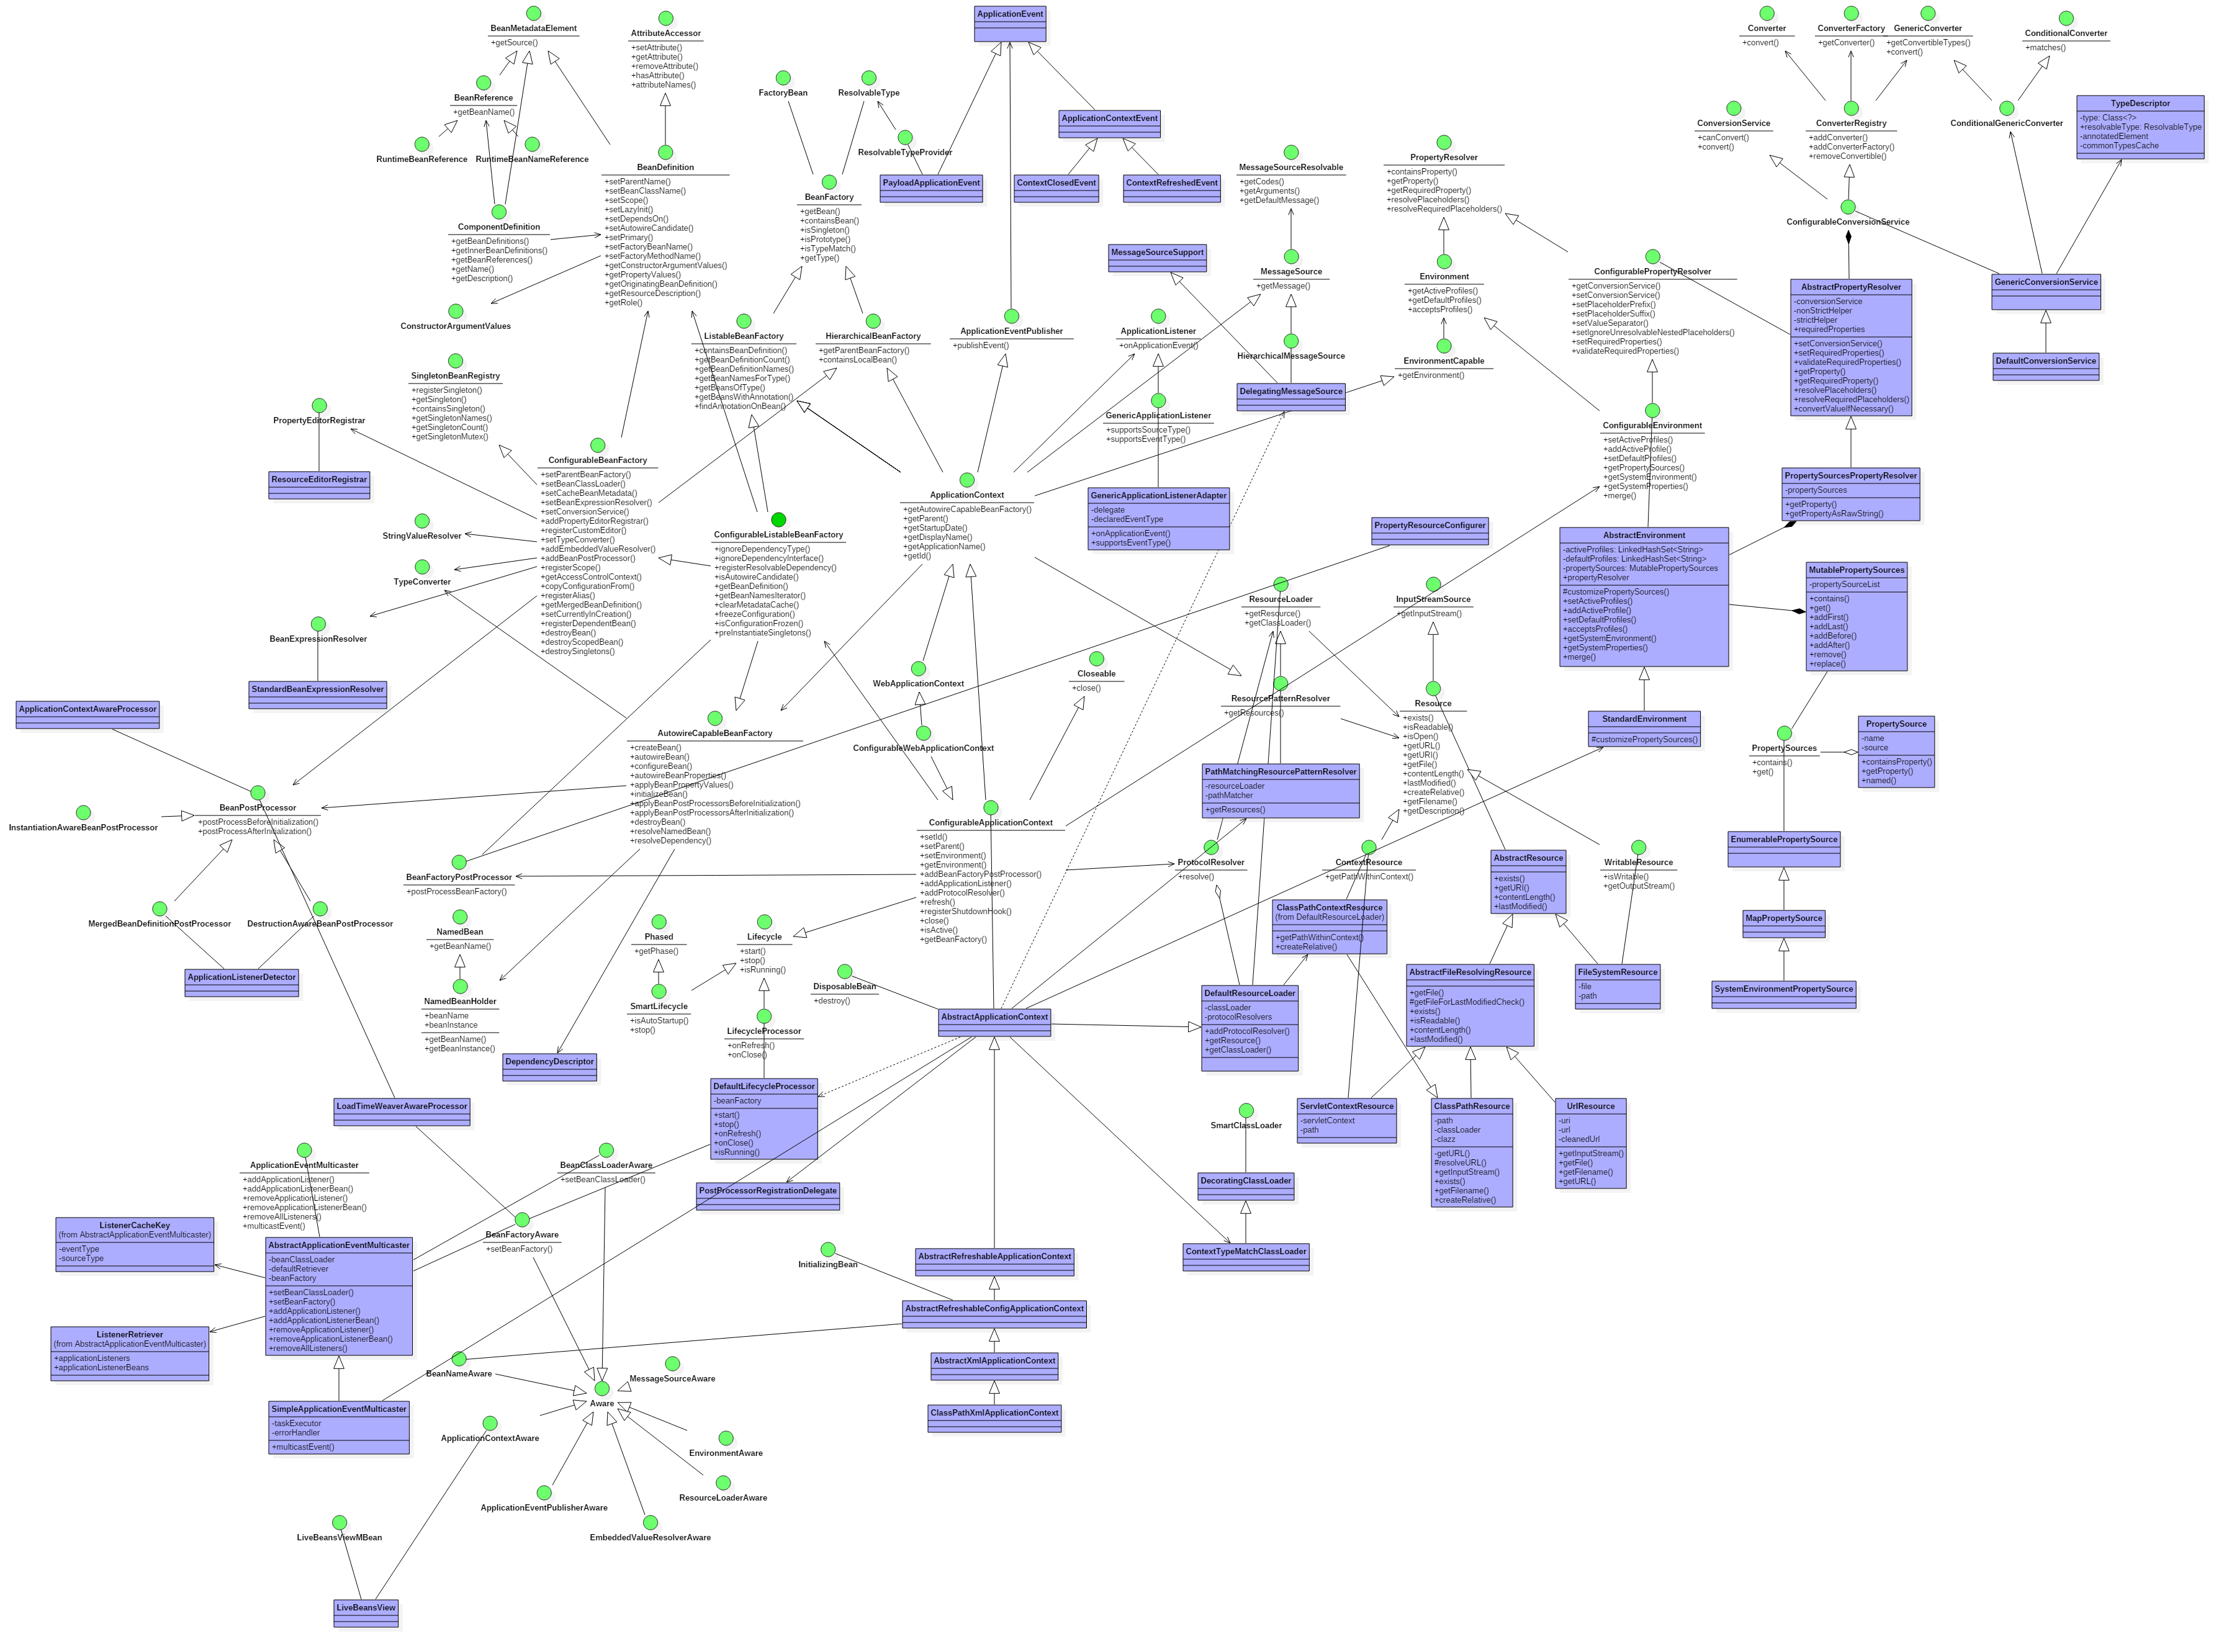 BeanMetadataElement
+getSource()
AttributeAccessor
+setAttribute()
+getAttribute()
+removeAttribute()
+hasAttribute()
+attributeNames()
ApplicationEvent
Converter
+convert()
ConverterFactory
+getConverter()
GenericConverter
+getConvertibleTypes()
+convert()
ConditionalConverter
+matches()
BeanReference
+getBeanName()
FactoryBean
ResolvableType
ApplicationContextEvent
ConversionService
+canConvert()
+convert()
ConverterRegistry
+addConverter()
+addConverterFactory()
+removeConvertible()
ConditionalGenericConverter
TypeDescriptor
-type: Class<?>
+resolvableType: ResolvableType
-annotatedElement
-commonTypesCache
RuntimeBeanReference
RuntimeBeanNameReference
ResolvableTypeProvider
BeanDefinition
+setParentName()
+setBeanClassName()
+setScope()
+setLazyInit()
+setDependsOn()
+setAutowireCandidate()
+setPrimary()
+setFactoryBeanName()
+setFactoryMethodName()
+getConstructorArgumentValues()
+getPropertyValues()
+getOriginatingBeanDefinition()
+getResourceDescription()
+getRole()
PayloadApplicationEvent
ContextClosedEvent
ContextRefreshedEvent
MessageSourceResolvable
+getCodes()
+getArguments()
+getDefaultMessage()
PropertyResolver
+containsProperty()
+getProperty()
+getRequiredProperty()
+resolvePlaceholders()
+resolveRequiredPlaceholders()
BeanFactory
+getBean()
+containsBean()
+isSingleton()
+isPrototype()
+isTypeMatch()
+getType()
ComponentDefinition
+getBeanDefinitions()
+getInnerBeanDefinitions()
+getBeanReferences()
+getName()
+getDescription()
ConfigurableConversionService
MessageSourceSupport
MessageSource
+getMessage()
Environment
+getActiveProfiles()
+getDefaultProfiles()
+acceptsProfiles()
ConfigurablePropertyResolver
+getConversionService()
+setConversionService()
+setPlaceholderPrefix()
+setPlaceholderSuffix()
+setValueSeparator()
+setIgnoreUnresolvableNestedPlaceholders()
+setRequiredProperties()
+validateRequiredProperties()
AbstractPropertyResolver
-conversionService
-nonStrictHelper
-strictHelper
+requiredProperties
+setConversionService()
+setRequiredProperties()
+validateRequiredProperties()
+getProperty()
+getRequiredProperty()
+resolvePlaceholders()
+resolveRequiredPlaceholders()
+convertValueIfNecessary()
GenericConversionService
DefaultConversionService
ConstructorArgumentValues
ListableBeanFactory
+containsBeanDefinition()
+getBeanDefinitionCount()
+getBeanDefinitionNames()
+getBeanNamesForType()
+getBeansOfType()
+getBeansWithAnnotation()
+findAnnotationOnBean()
HierarchicalBeanFactory
+getParentBeanFactory()
+containsLocalBean()
ApplicationEventPublisher
+publishEvent()
ApplicationListener
+onApplicationEvent()
HierarchicalMessageSource
EnvironmentCapable
+getEnvironment()
SingletonBeanRegistry
+registerSingleton()
+getSingleton()
+containsSingleton()
+getSingletonNames()
+getSingletonCount()
+getSingletonMutex()
DelegatingMessageSource
PropertyEditorRegistrar
GenericApplicationListener
+supportsSourceType()
+supportsEventType()
ConfigurableEnvironment
+setActiveProfiles()
+addActiveProfile()
+setDefaultProfiles()
+getPropertySources()
+getSystemEnvironment()
+getSystemProperties()
+merge()
ResourceEditorRegistrar
ConfigurableBeanFactory
+setParentBeanFactory()
+setBeanClassLoader()
+setCacheBeanMetadata()
+setBeanExpressionResolver()
+setConversionService()
+addPropertyEditorRegistrar()
+registerCustomEditor()
+setTypeConverter()
+addEmbeddedValueResolver()
+addBeanPostProcessor()
+registerScope()
+getAccessControlContext()
+copyConfigurationFrom()
+registerAlias()
+getMergedBeanDefinition()
+setCurrentlyInCreation()
+registerDependentBean()
+destroyBean()
+destroyScopedBean()
+destroySingletons()
PropertySourcesPropertyResolver
-propertySources
+getProperty()
+getPropertyAsRawString()
ApplicationContext
+getAutowireCapableBeanFactory()
+getParent()
+getStartupDate()
+getDisplayName()
+getApplicationName()
+getId()
GenericApplicationListenerAdapter
-delegate
-declaredEventType
+onApplicationEvent()
+supportsEventType()
PropertyResourceConfigurer
StringValueResolver
ConfigurableListableBeanFactory
+ignoreDependencyType()
+ignoreDependencyInterface()
+registerResolvableDependency()
+isAutowireCandidate()
+getBeanDefinition()
+getBeanNamesIterator()
+clearMetadataCache()
+freezeConfiguration()
+isConfigurationFrozen()
+preInstantiateSingletons()
AbstractEnvironment
-activeProfiles: LinkedHashSet<String>
-defaultProfiles: LinkedHashSet<String>
-propertySources: MutablePropertySources
+propertyResolver
#customizePropertySources()
+setActiveProfiles()
+addActiveProfile()
+setDefaultProfiles()
+acceptsProfiles()
+getSystemEnvironment()
+getSystemProperties()
+merge()
MutablePropertySources
-propertySourceList
+contains()
+get()
+addFirst()
+addLast()
+addBefore()
+addAfter()
+remove()
+replace()
TypeConverter
ResourceLoader
+getResource()
+getClassLoader()
InputStreamSource
+getInputStream()
BeanExpressionResolver
StandardBeanExpressionResolver
WebApplicationContext
Closeable
+close()
ResourcePatternResolver
+getResources()
Resource
+exists()
+isReadable()
+isOpen()
+getURL()
+getURI()
+getFile()
+contentLength()
+lastModified()
+createRelative()
+getFilename()
+getDescription()
ApplicationContextAwareProcessor
StandardEnvironment
#customizePropertySources()
PropertySources
+contains()
+get()
PropertySource
-name
-source
+containsProperty()
+getProperty()
+named()
AutowireCapableBeanFactory
+createBean()
+autowireBean()
+configureBean()
+autowireBeanProperties()
+applyBeanPropertyValues()
+initializeBean()
+applyBeanPostProcessorsBeforeInitialization()
+applyBeanPostProcessorsAfterInitialization()
+destroyBean()
+resolveNamedBean()
+resolveDependency()
ConfigurableWebApplicationContext
PathMatchingResourcePatternResolver
-resourceLoader
-pathMatcher
+getResources()
BeanPostProcessor
+postProcessBeforeInitialization()
+postProcessAfterInitialization()
InstantiationAwareBeanPostProcessor
ConfigurableApplicationContext
+setId()
+setParent()
+setEnvironment()
+getEnvironment()
+addBeanFactoryPostProcessor()
+addApplicationListener()
+addProtocolResolver()
+refresh()
+registerShutdownHook()
+close()
+isActive()
+getBeanFactory()
EnumerablePropertySource
BeanFactoryPostProcessor
+postProcessBeanFactory()
ProtocolResolver
+resolve()
ContextResource
+getPathWithinContext()
AbstractResource
+exists()
+getURI()
+contentLength()
+lastModified()
WritableResource
+isWritable()
+getOutputStream()
MergedBeanDefinitionPostProcessor
DestructionAwareBeanPostProcessor
NamedBean
+getBeanName()
Phased
+getPhase()
Lifecycle
+start()
+stop()
+isRunning()
ClassPathContextResource
(from DefaultResourceLoader)
+getPathWithinContext()
+createRelative()
MapPropertySource
ApplicationListenerDetector
NamedBeanHolder
+beanName
+beanInstance
+getBeanName()
+getBeanInstance()
SmartLifecycle
+isAutoStartup()
+stop()
DisposableBean
+destroy()
AbstractFileResolvingResource
+getFile()
#getFileForLastModifiedCheck()
+exists()
+isReadable()
+contentLength()
+lastModified()
FileSystemResource
-file
-path
SystemEnvironmentPropertySource
LifecycleProcessor
+onRefresh()
+onClose()
AbstractApplicationContext
DefaultResourceLoader
-classLoader
-protocolResolvers
+addProtocolResolver()
+getResource()
+getClassLoader()
DependencyDescriptor
DefaultLifecycleProcessor
-beanFactory
+start()
+stop()
+onRefresh()
+onClose()
+isRunning()
LoadTimeWeaverAwareProcessor
SmartClassLoader
ServletContextResource
-servletContext
-path
ClassPathResource
-path
-classLoader
-clazz
-getURL()
#resolveURL()
+getInputStream()
+exists()
+getFilename()
+createRelative()
UrlResource
-uri
-url
-cleanedUrl
+getInputStream()
+getFile()
+getFilename()
+getURL()
ApplicationEventMulticaster
+addApplicationListener()
+addApplicationListenerBean()
+removeApplicationListener()
+removeApplicationListenerBean()
+removeAllListeners()
+multicastEvent()
BeanClassLoaderAware
+setBeanClassLoader()
PostProcessorRegistrationDelegate
DecoratingClassLoader
ListenerCacheKey
(from AbstractApplicationEventMulticaster)
-eventType
-sourceType
AbstractApplicationEventMulticaster
-beanClassLoader
-defaultRetriever
-beanFactory
+setBeanClassLoader()
+setBeanFactory()
+addApplicationListener()
+addApplicationListenerBean()
+removeApplicationListener()
+removeApplicationListenerBean()
+removeAllListeners()
BeanFactoryAware
+setBeanFactory()
InitializingBean
AbstractRefreshableApplicationContext
ContextTypeMatchClassLoader
AbstractRefreshableConfigApplicationContext
ListenerRetriever
(from AbstractApplicationEventMulticaster)
+applicationListeners
+applicationListenerBeans
BeanNameAware
MessageSourceAware
AbstractXmlApplicationContext
Aware
SimpleApplicationEventMulticaster
-taskExecutor
-errorHandler
+multicastEvent()
ClassPathXmlApplicationContext
ApplicationContextAware
EnvironmentAware
ResourceLoaderAware
ApplicationEventPublisherAware
LiveBeansViewMBean
EmbeddedValueResolverAware
LiveBeansView